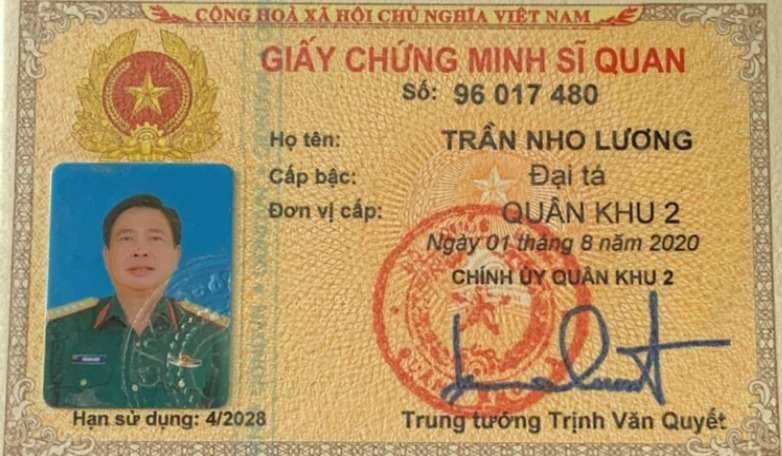 CỘNG HOÀ XÃ HỘI CHỦ NGHĨA VIỆT NAM
GIẤY CHỨNG MINH SĨ QUAN
Số: 96 017 480
Họ tên: TRẦN NHO LƯƠNG
Cấp bậc: Đại tá
Đơn vị cấp: QUÂN KHU 2
Ngày 01 tháng 8 năm 2020
CHÍNH ỦY QUÂN KHU 2
Hạn sử dụng: 4/2028
Trung tướng Trịnh Văn Quyết